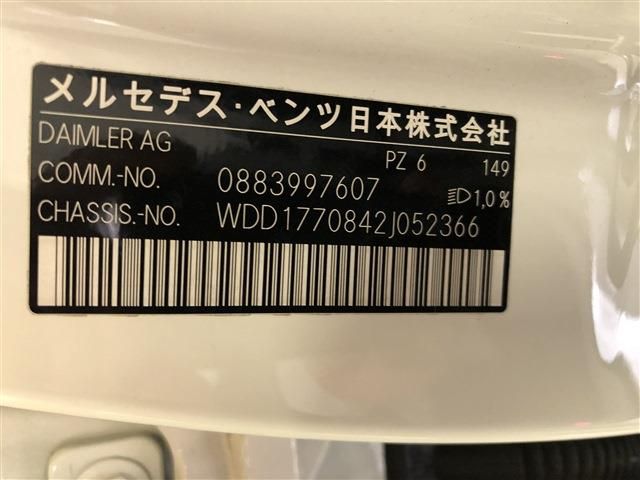 メルセデス・ベンツ日本株式会社
DAIMLER AG PZ 6 149
COMM.-NO. 0883997607 1,0%
CHASSIS.-NO. WDD1770842J052366